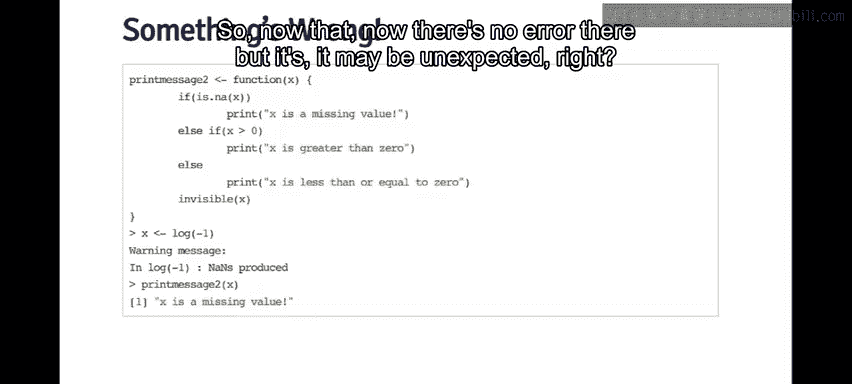 Something's Wrong!
So, now that, now there's no error there
but it's, it may be unexpected, right?
printmessage2 <- function(x) {
if(is.na(x))
print("x is a missing value!")
else if(x > 0)
print("x is greater than zero")
else
print("x is less than or equal to zero")
invisible(x)
}
> x <- log(-1)
Warning message:
In log(-1) : NaNs produced
> printmessage2(x)
[1] "x is a missing value!"